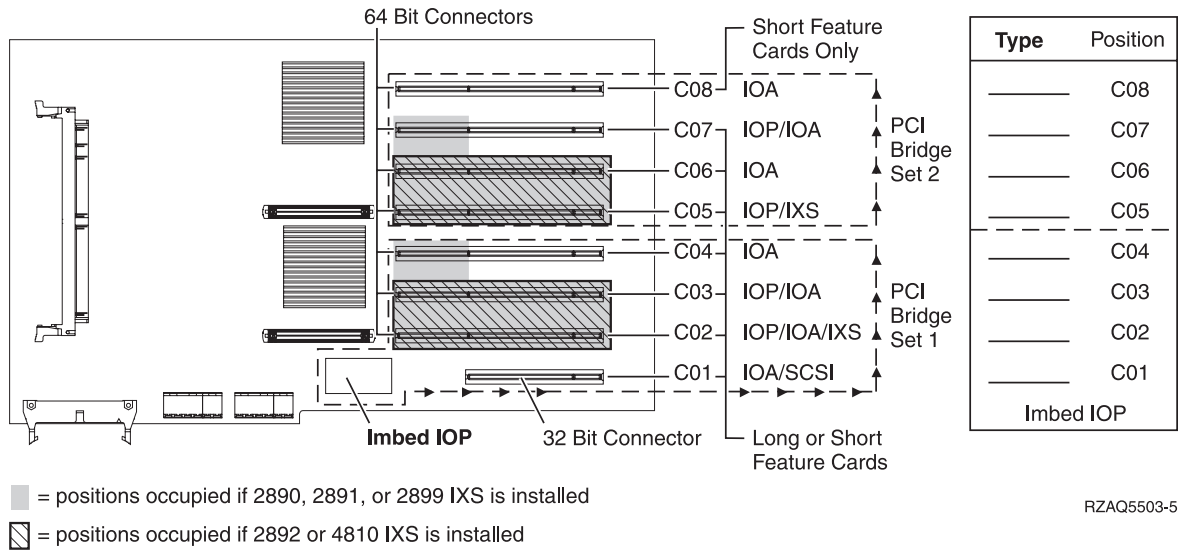 64 Bit Connectors
Short Feature
Cards Only
C08 IOA
C07 IOP/IOA
C06 IOA
C05 IOP/IXS
PCI
Bridge
Set 2
C04 IOA
C03 IOP/IOA
C02 IOP/IOA/IXS
C01 IOA/SCSI
PCI
Bridge
Set 1
Imbed IOP
32 Bit Connector
Long or Short
Feature Cards
Type Position
C08
C07
C06
C05
C04
C03
C02
C01
Imbed IOP
= positions occupied if 2890, 2891, or 2899 IXS is installed
= positions occupied if 2892 or 4810 IXS is installed
RZAQ5503-5